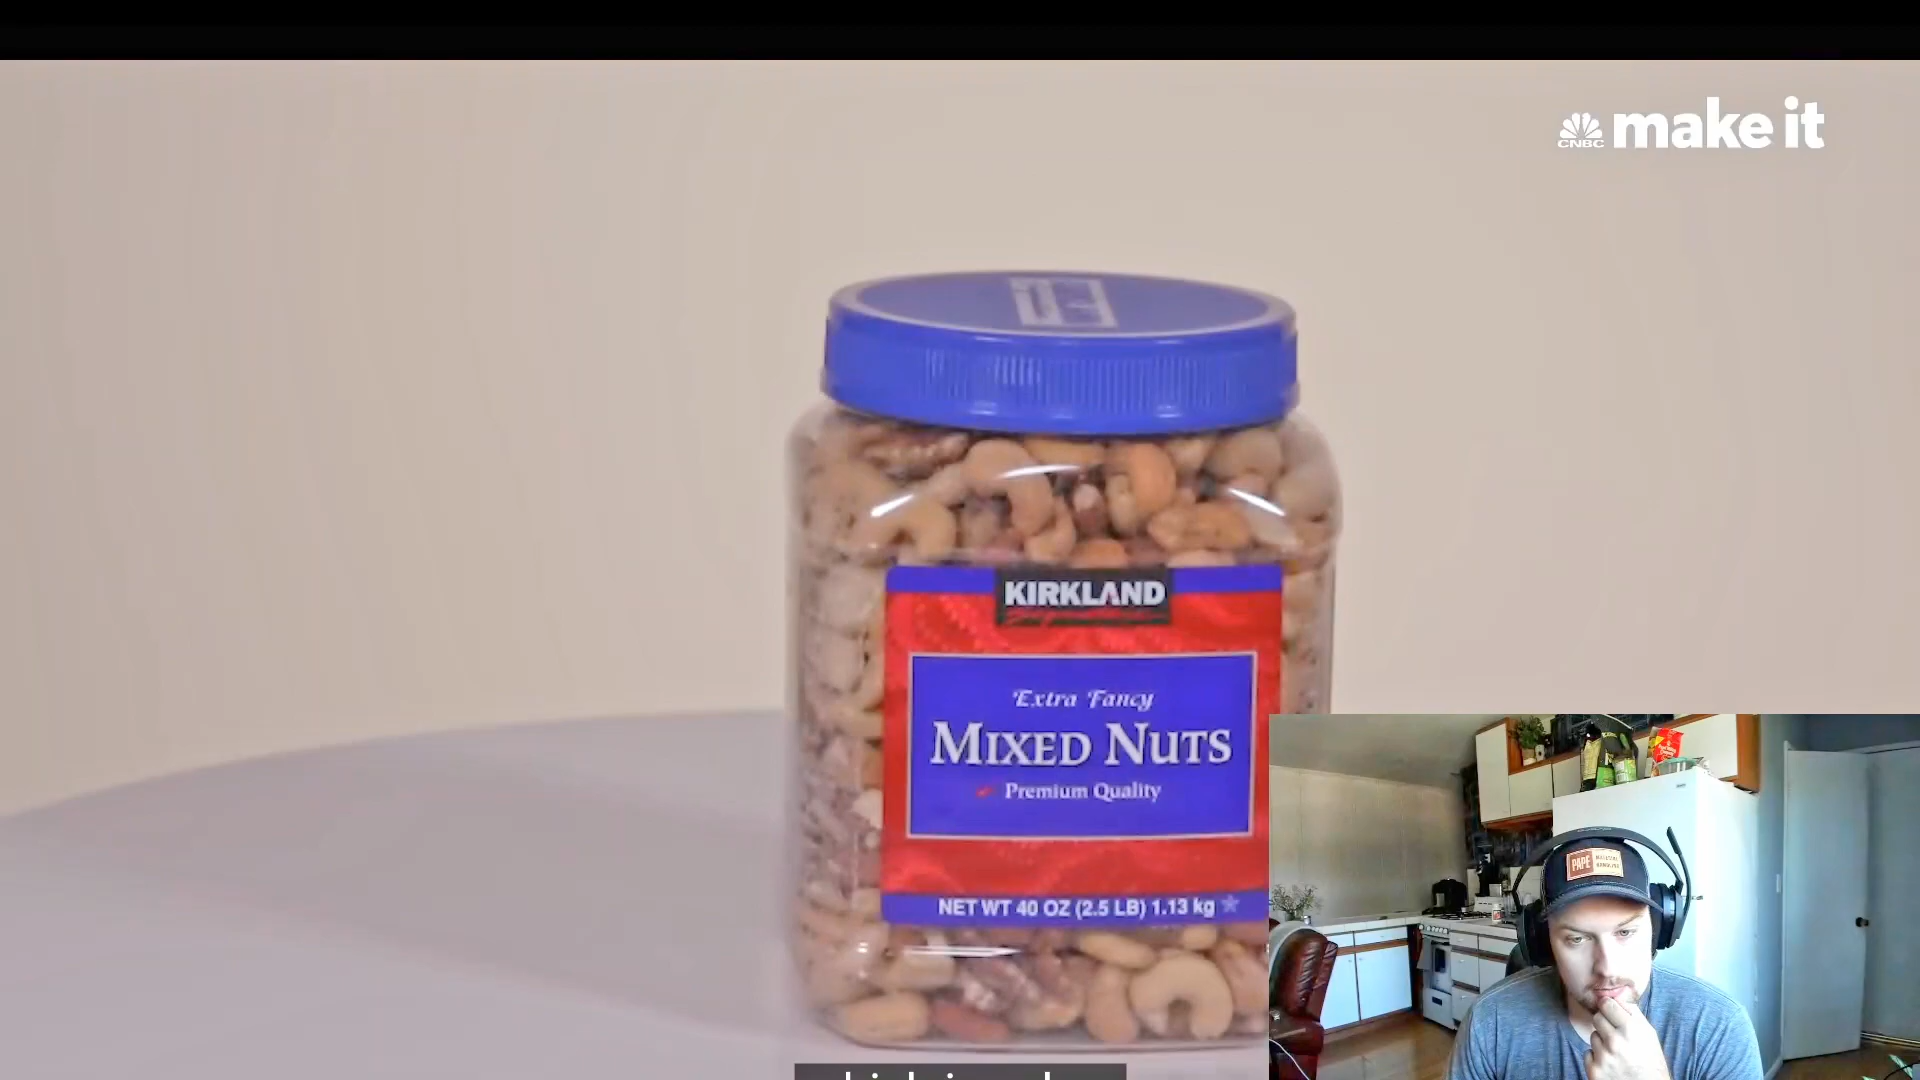 CNBC make it
KIRKLAND
Extra Fancy
MIXED NUTS
Premium Quality
NET WT 40 OZ (2.5 LB) 1.13 kg
PAPE